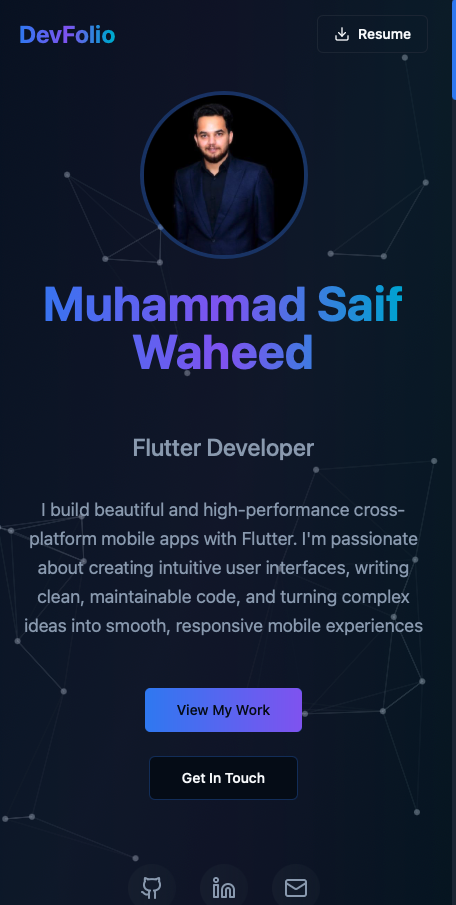 DevFolio
Resume
Muhammad Saif
Waheed
Flutter Developer
I build beautiful and high-performance cross-
platform mobile apps with Flutter. I'm passionate
about creating intuitive user interfaces, writing
clean, maintainable code, and turning complex
ideas into smooth, responsive mobile experiences
View My Work
Get In Touch